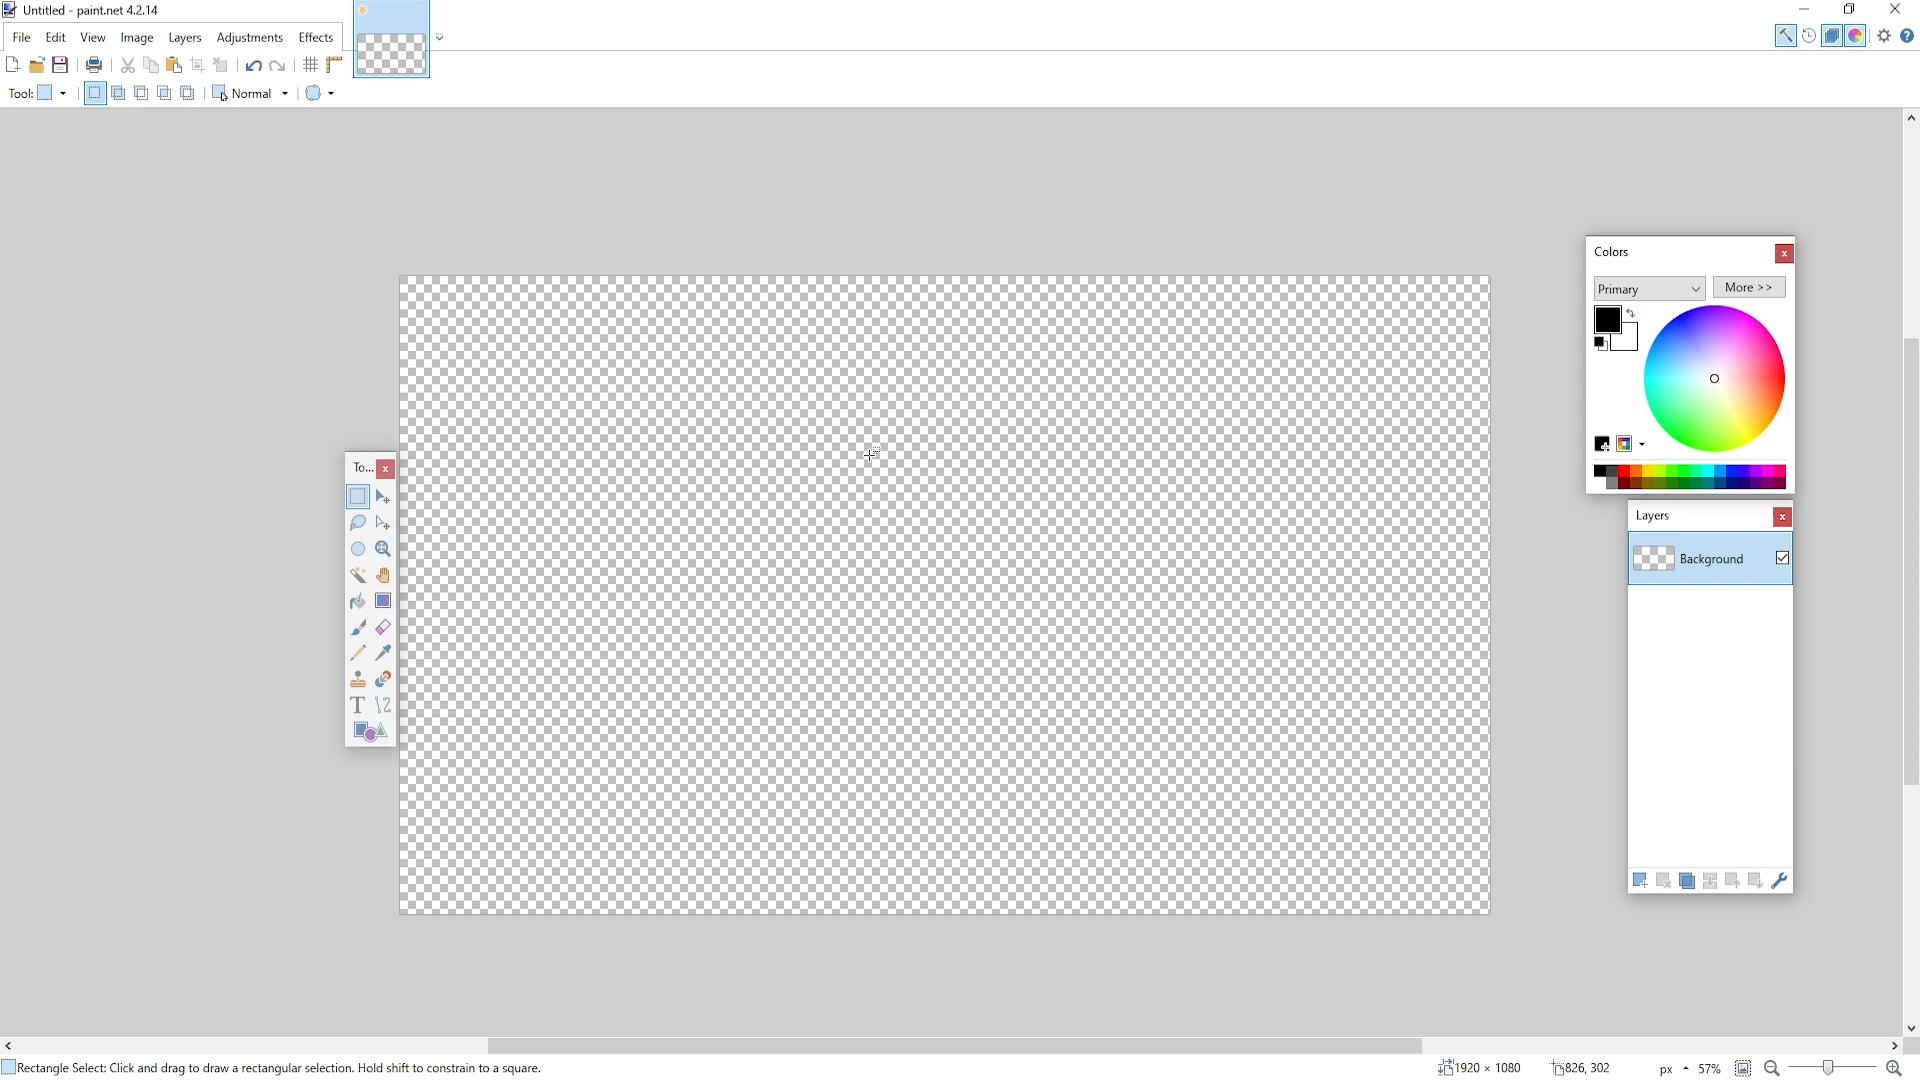 Untitled - paint.net 4.2.14
File Edit View Image Layers Adjustments Effects
Tool: Normal
Colors
Primary More >>
To...
Layers
Background
Rectangle Select: Click and drag to draw a rectangular selection. Hold shift to constrain to a square.
1920 × 1080 826, 302 px 57%